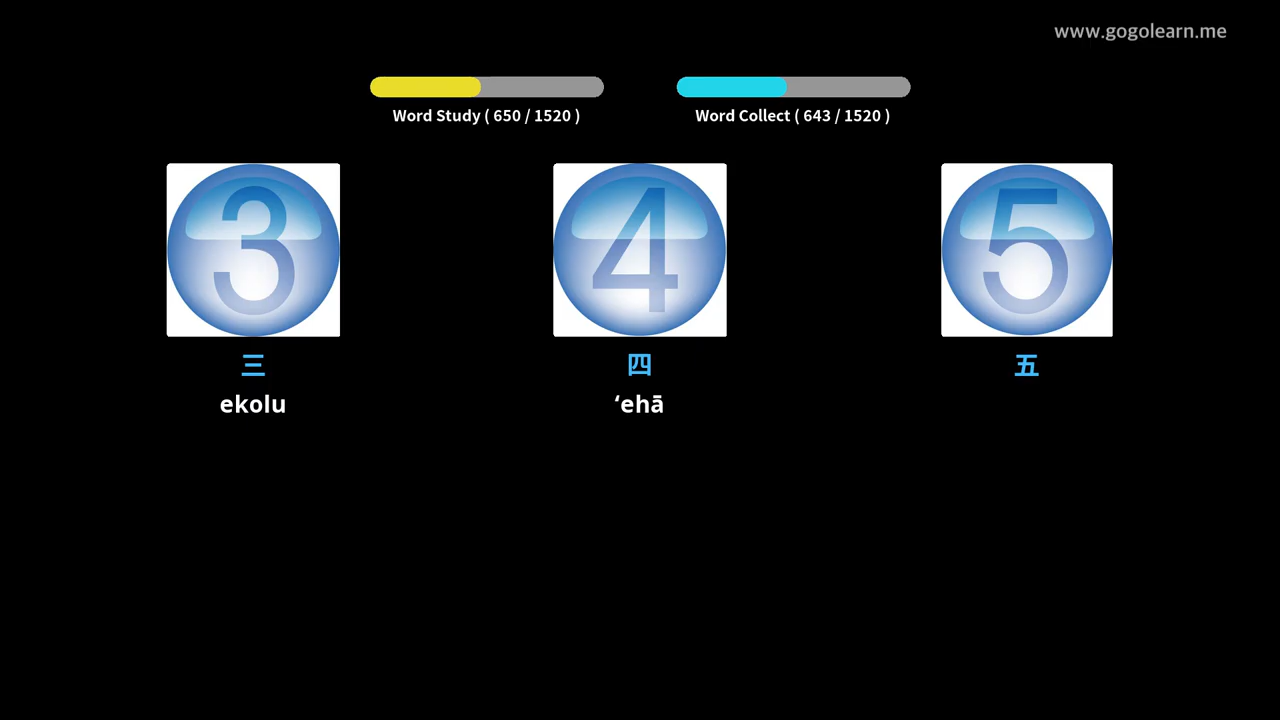 www.gogolearn.me
Word Study ( 650 / 1520 )
Word Collect ( 643 / 1520 )
3
4
5
三
四
五
ekolu
ʻehā